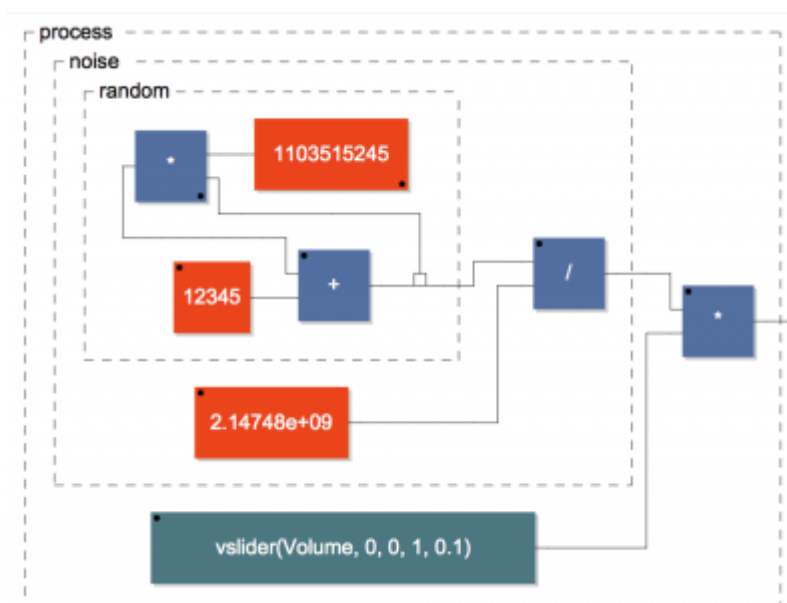 process
noise
random
*
1103515245
12345
+
/
*
2.14748e+09
vslider(Volume, 0, 0, 1, 0.1)